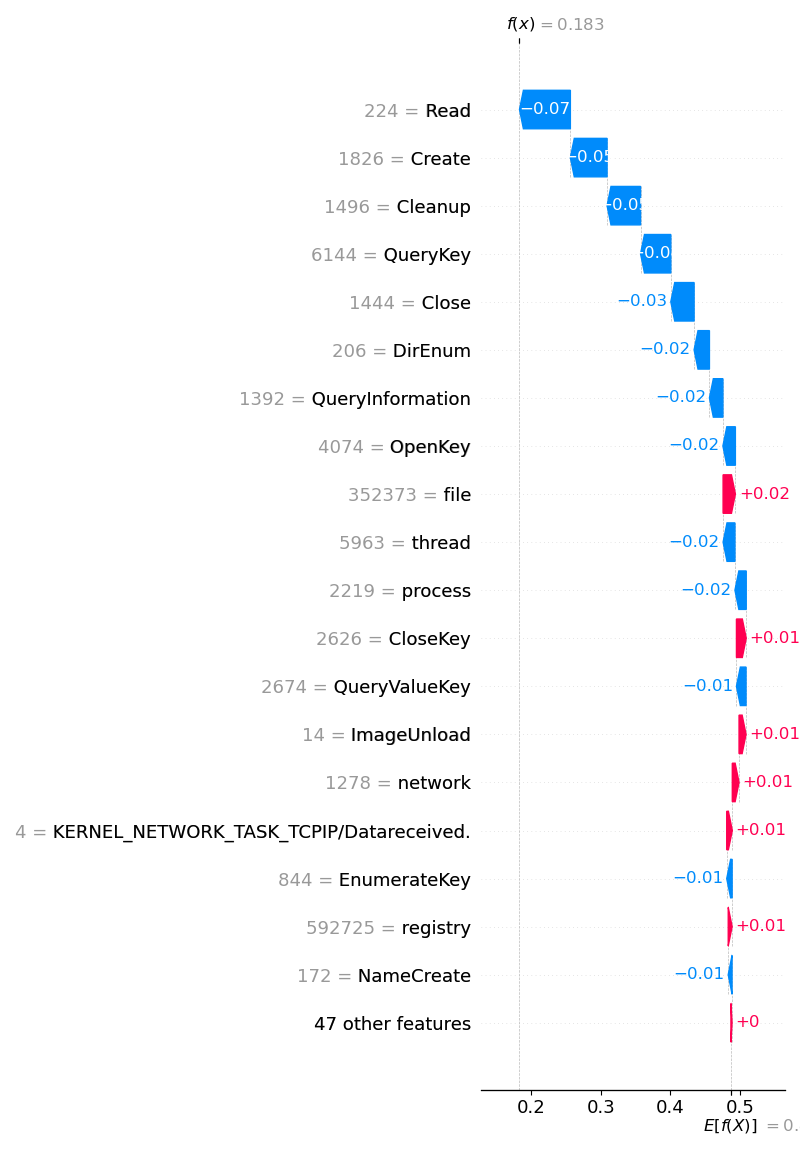 f(x) = 0.183
224 = Read −0.07
1826 = Create −0.05
1496 = Cleanup −0.05
6144 = QueryKey −0.0
1444 = Close −0.03
206 = DirEnum −0.02
1392 = QueryInformation −0.02
4074 = OpenKey −0.02
352373 = file +0.02
5963 = thread −0.02
2219 = process −0.02
2626 = CloseKey +0.01
2674 = QueryValueKey −0.01
14 = ImageUnload +0.01
1278 = network +0.01
4 = KERNEL_NETWORK_TASK_TCPIP/Datareceived. +0.01
844 = EnumerateKey −0.01
592725 = registry +0.01
172 = NameCreate −0.01
47 other features +0
0.2 0.3 0.4 0.5
E[f(X)] = 0.